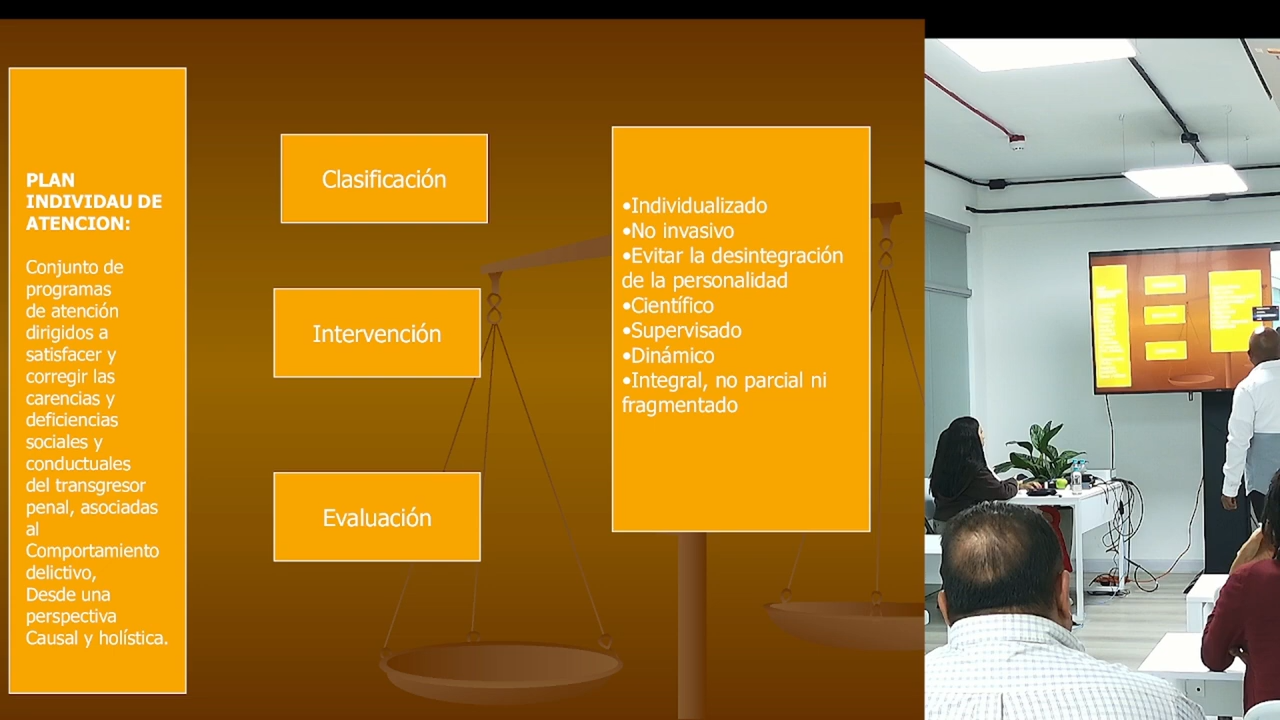 PLAN
INDIVIDAU DE
ATENCION:
Conjunto de
programas
de atención
dirigidos a
satisfacer y
corregir las
carencias y
deficiencias
sociales y
conductuales
del transgresor
penal, asociadas
al
Comportamiento
delictivo,
Desde una
perspectiva
Causal y holística.
Clasificación
Intervención
Evaluación
•Individualizado
•No invasivo
•Evitar la desintegración
de la personalidad
•Científico
•Supervisado
•Dinámico
•Integral, no parcial ni
fragmentado